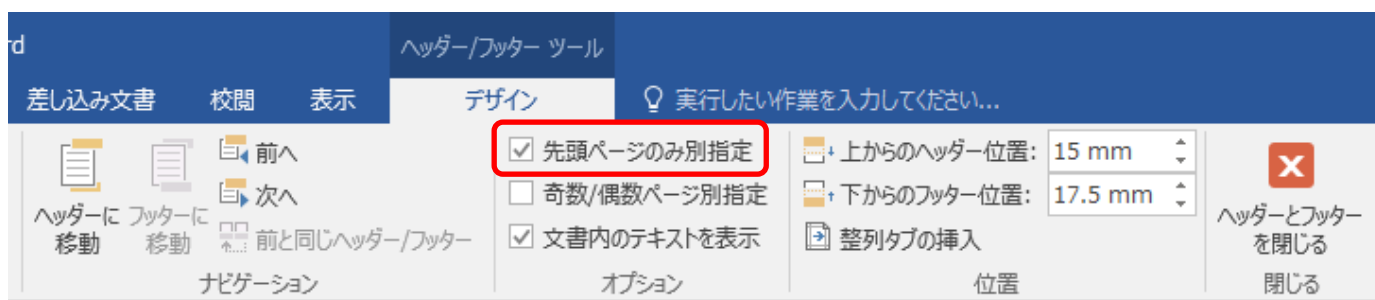 rd
ヘッダー/フッター ツール
差し込み文書 校閲 表示 デザイン 実行したい作業を入力してください...
ヘッダーに
移動
フッターに
移動
前へ
次へ
前と同じヘッダー/フッター
ナビゲーション
先頭ページのみ別指定
奇数/偶数ページ別指定
文書内のテキストを表示
オプション
上からのヘッダー位置: 15 mm
下からのフッター位置: 17.5 mm
整列タブの挿入
位置
ヘッダーとフッター
を閉じる
閉じる